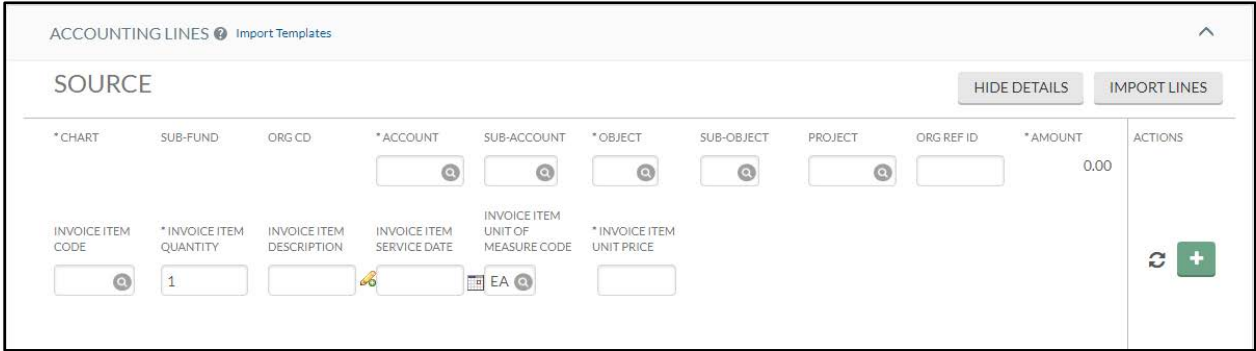 ACCOUNTING LINES ? Import Templates
SOURCE HIDE DETAILS IMPORT LINES
* CHART SUB-FUND ORG CD * ACCOUNT SUB-ACCOUNT * OBJECT SUB-OBJECT PROJECT ORG REF ID * AMOUNT ACTIONS
0.00
INVOICE ITEM CODE * INVOICE ITEM QUANTITY INVOICE ITEM DESCRIPTION INVOICE ITEM SERVICE DATE INVOICE ITEM UNIT OF MEASURE CODE * INVOICE ITEM UNIT PRICE
1 EA +